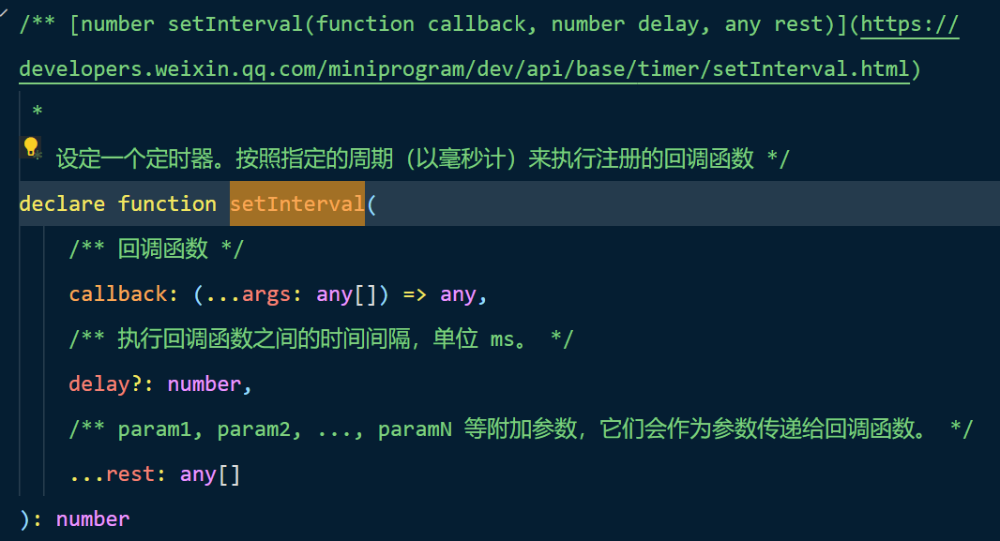 /** [number setInterval(function callback, number delay, any rest)](https://
developers.weixin.qq.com/miniprogram/dev/api/base/timer/setInterval.html)
*
* 设定一个定时器。按照指定的周期（以毫秒计）来执行注册的回调函数 */
declare function setInterval(
/** 回调函数 */
callback: (...args: any[]) => any,
/** 执行回调函数之间的时间间隔，单位 ms。 */
delay?: number,
/** param1, param2, ..., paramN 等附加参数，它们会作为参数传递给回调函数。 */
...rest: any[]
): number